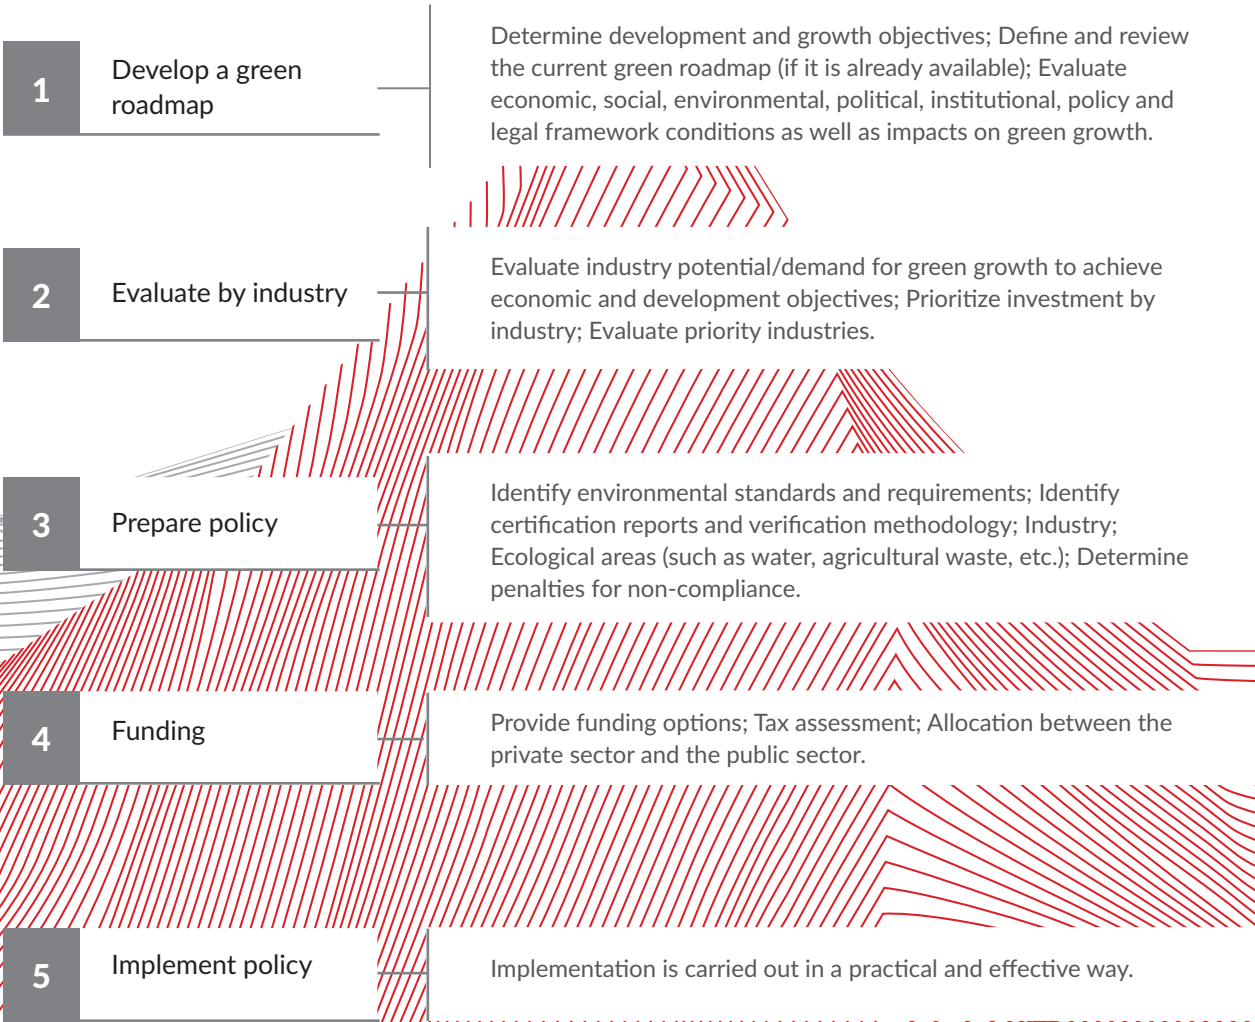 1
Develop a green
roadmap
Determine development and growth objectives; Define and review
the current green roadmap (if it is already available); Evaluate
economic, social, environmental, political, institutional, policy and
legal framework conditions as well as impacts on green growth.
2
Evaluate by industry
Evaluate industry potential/demand for green growth to achieve
economic and development objectives; Prioritize investment by
industry; Evaluate priority industries.
3
Prepare policy
Identify environmental standards and requirements; Identify
certification reports and verification methodology; Industry;
Ecological areas (such as water, agricultural waste, etc.); Determine
penalties for non-compliance.
4
Funding
Provide funding options; Tax assessment; Allocation between the
private sector and the public sector.
5
Implement policy
Implementation is carried out in a practical and effective way.